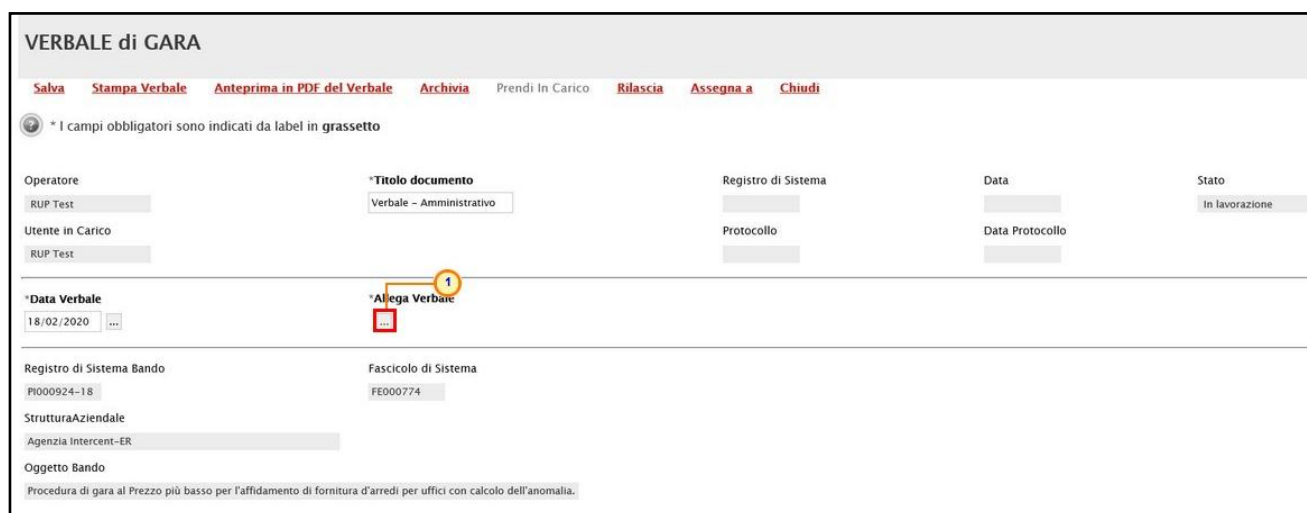 VERBALE di GARA
Salva Stampa Verbale Anteprima in PDF del Verbale Archivia Prendi In Carico Rilascia Assegna a Chiudi
? * I campi obbligatori sono indicati da label in grassetto
Operatore *Titolo documento Registro di Sistema Data Stato
RUP Test Verbale - Amministrativo In lavorazione
Utente in Carico Protocollo Data Protocollo
RUP Test
1
*Data Verbale *Allega Verbale
18/02/2020 ... ...
Registro di Sistema Bando Fascicolo di Sistema
PI000924-18 FE000774
StrutturaAziendale
Agenzia Intercent-ER
Oggetto Bando
Procedura di gara al Prezzo più basso per l'affidamento di fornitura d'arredi per uffici con calcolo dell'anomalia.